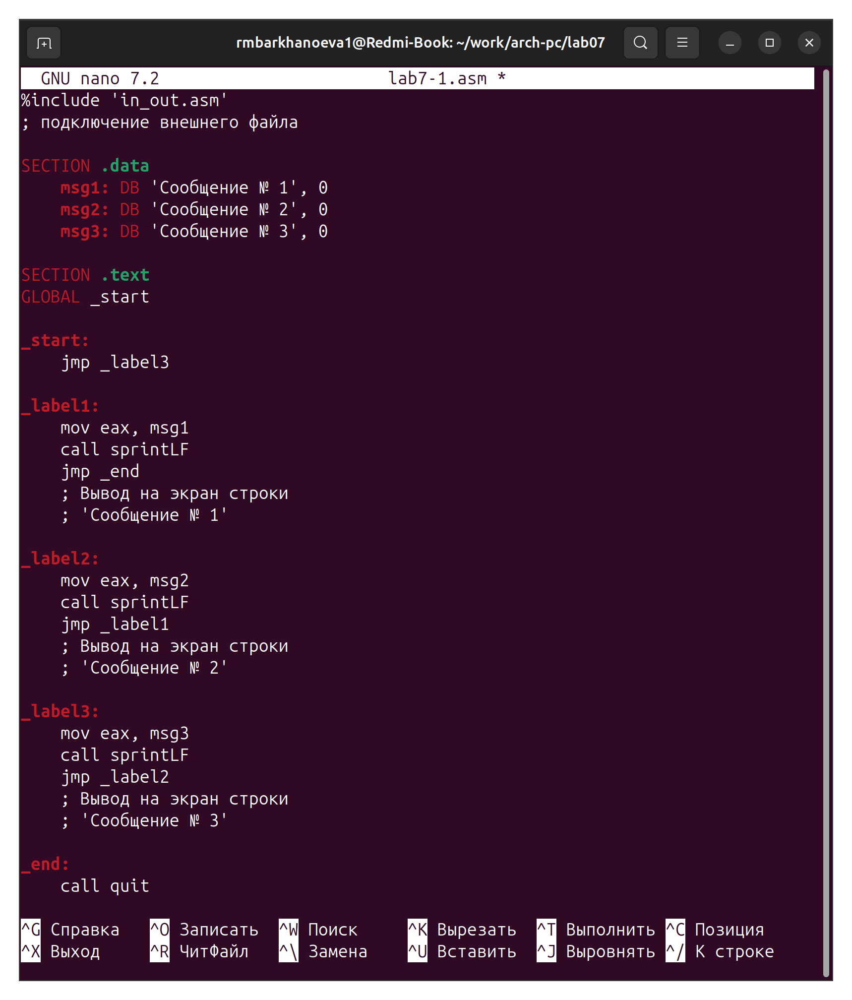 rmbarkhanoeva1@Redmi-Book: ~/work/arch-pc/lab07
GNU nano 7.2 lab7-1.asm *
%include 'in_out.asm'
; подключение внешнего файла
SECTION .data
msg1: DB 'Сообщение № 1', 0
msg2: DB 'Сообщение № 2', 0
msg3: DB 'Сообщение № 3', 0
SECTION .text
GLOBAL _start
_start:
jmp _label3
_label1:
mov eax, msg1
call sprintLF
jmp _end
; Вывод на экран строки
; 'Сообщение № 1'
_label2:
mov eax, msg2
call sprintLF
jmp _label1
; Вывод на экран строки
; 'Сообщение № 2'
_label3:
mov eax, msg3
call sprintLF
jmp _label2
; Вывод на экран строки
; 'Сообщение № 3'
_end:
call quit
^G Справка ^O Записать ^W Поиск ^K Вырезать ^T Выполнить ^C Позиция
^X Выход ^R ЧитФайл ^\ Замена ^U Вставить ^J Выровнять ^/ К строке